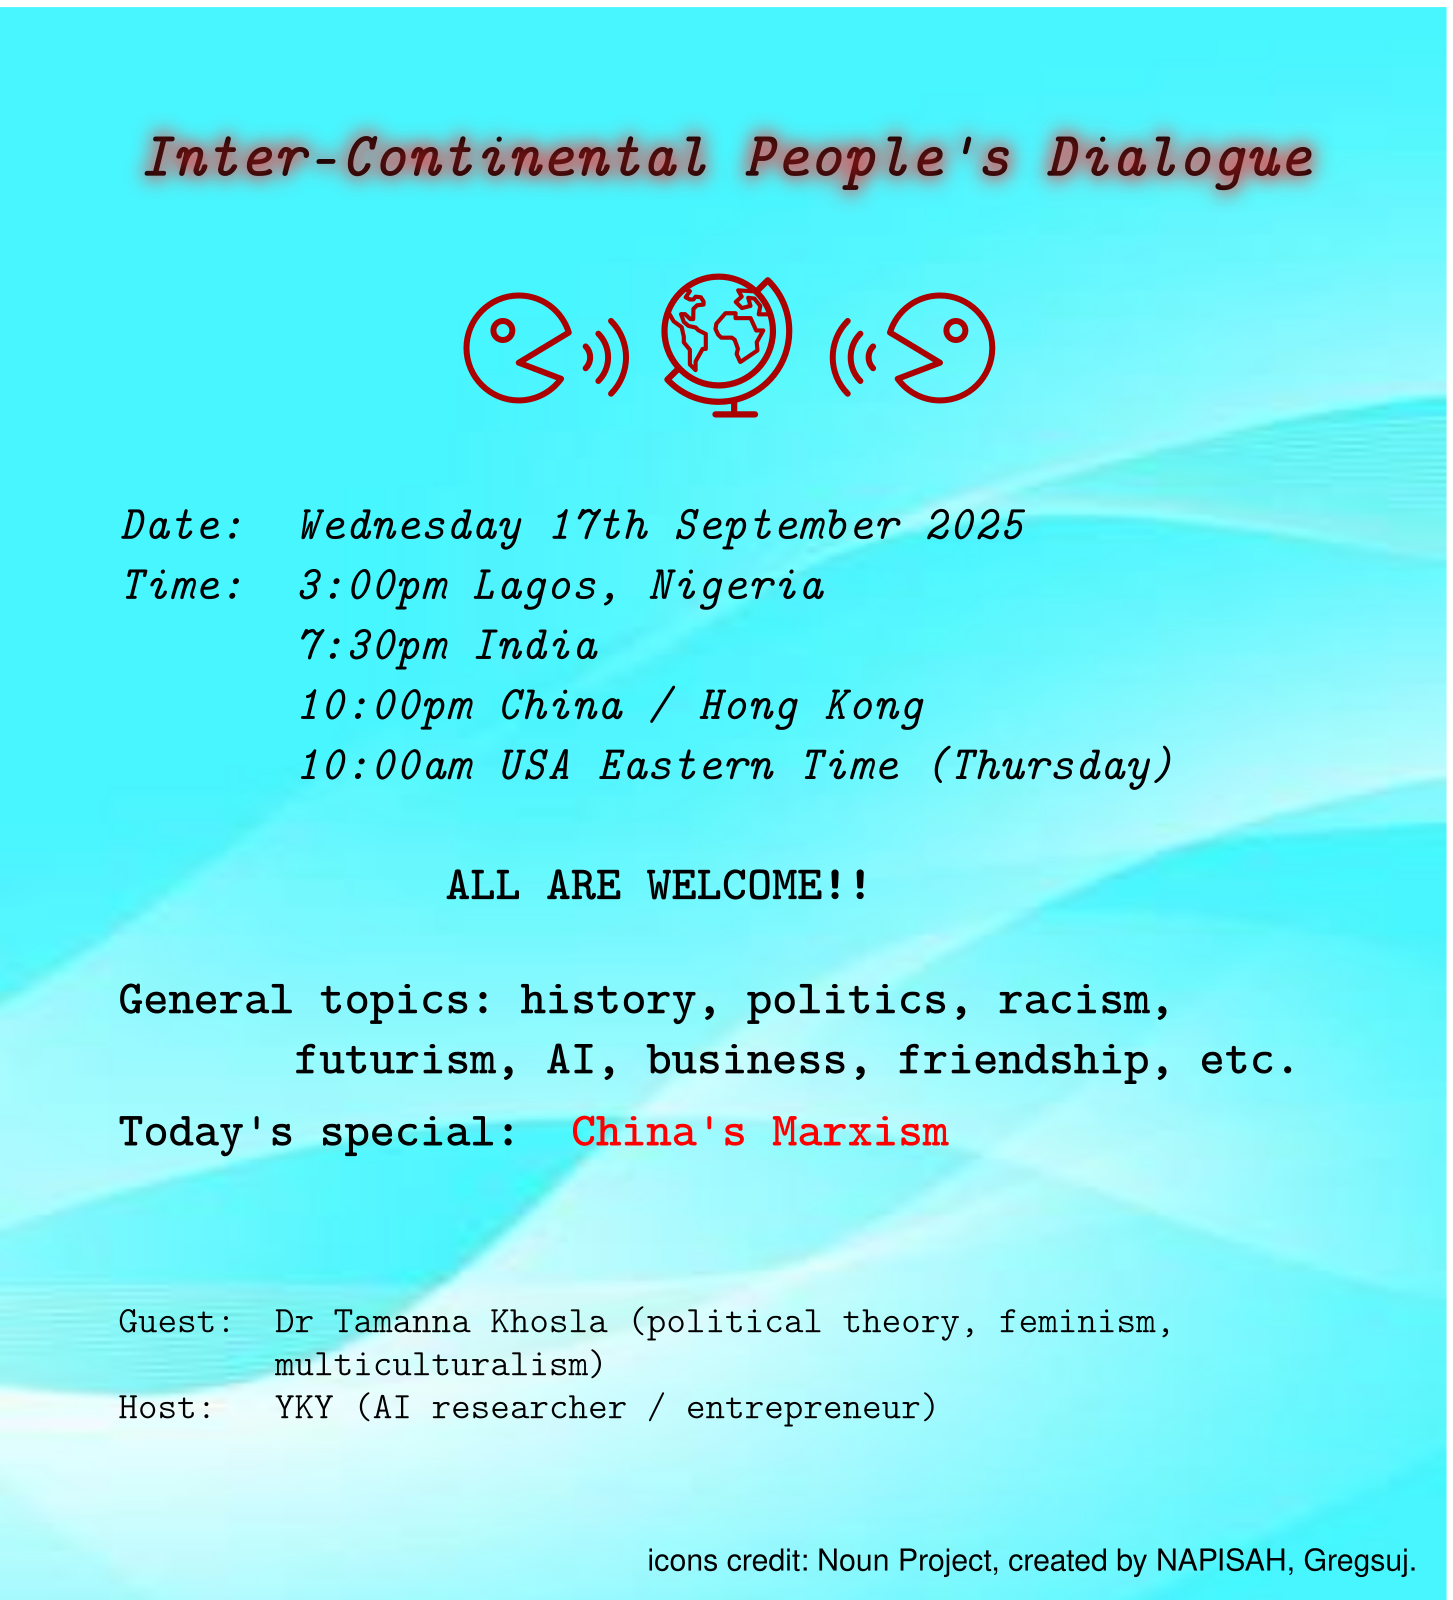 Inter-Continental People's Dialogue
Date: Wednesday 17th September 2025
Time: 3:00pm Lagos, Nigeria
7:30pm India
10:00pm China / Hong Kong
10:00am USA Eastern Time (Thursday)
ALL ARE WELCOME!!
General topics: history, politics, racism,
futurism, AI, business, friendship, etc.
Today's special: China's Marxism
Guest: Dr Tamanna Khosla (political theory, feminism,
multiculturalism)
Host: YKY (AI researcher / entrepreneur)
icons credit: Noun Project, created by NAPISAH, Gregsuj.